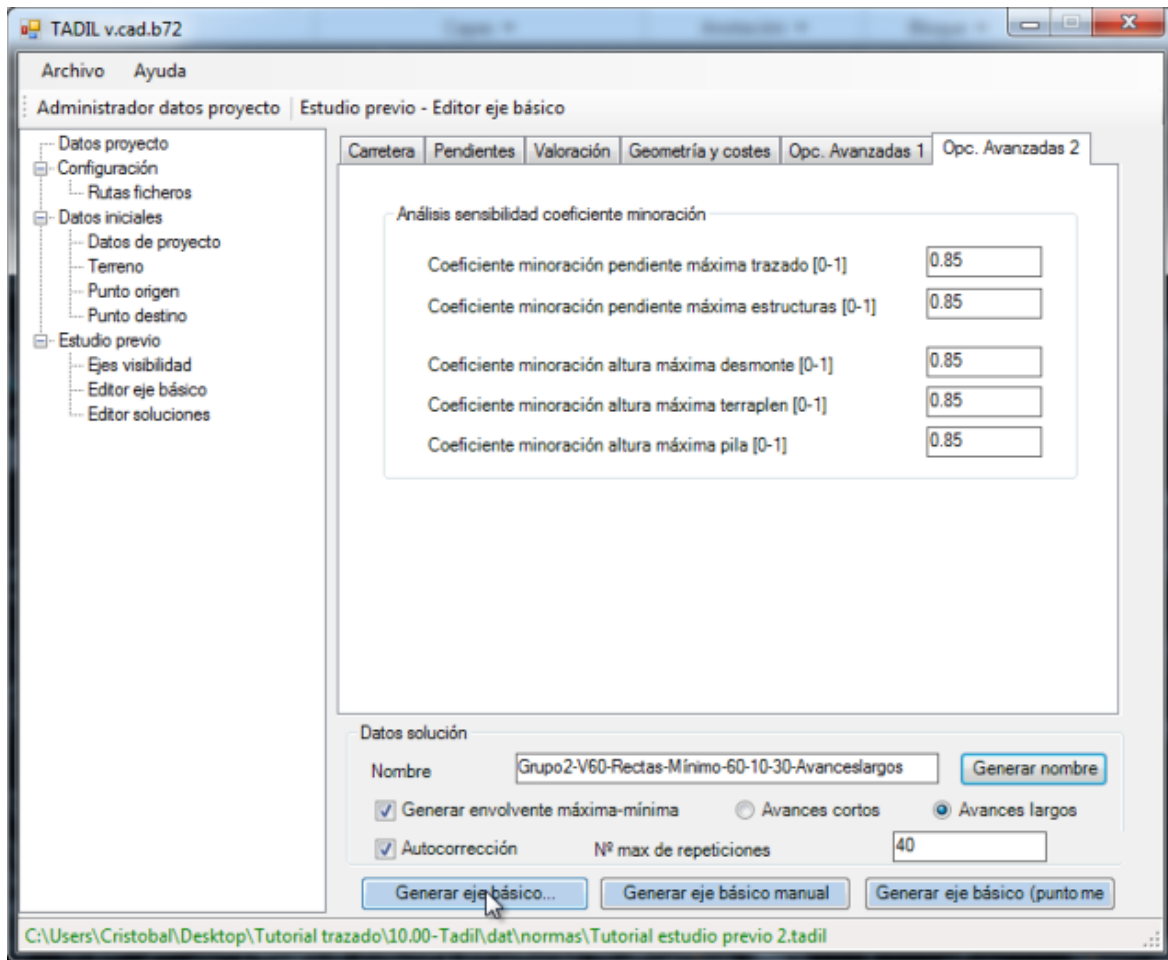 TADIL v.cad.b72
Archivo Ayuda
Administrador datos proyecto Estudio previo - Editor eje básico
Datos proyecto
Configuración
Rutas ficheros
Datos iniciales
Datos de proyecto
Terreno
Punto origen
Punto destino
Estudio previo
Ejes visibilidad
Editor eje básico
Editor soluciones
Carretera Pendientes Valoración Geometría y costes Opc. Avanzadas 1 Opc. Avanzadas 2
Análisis sensibilidad coeficiente minoración
Coeficiente minoración pendiente máxima trazado [0-1] 0.85
Coeficiente minoración pendiente máxima estructuras [0-1] 0.85
Coeficiente minoración altura máxima desmonte [0-1] 0.85
Coeficiente minoración altura máxima terraplen [0-1] 0.85
Coeficiente minoración altura máxima pila [0-1] 0.85
Datos solución
Nombre Grupo2-V60-Rectas-Mínimo-60-10-30-Avanceslargos Generar nombre
Generar envolvente máxima-mínima Avances cortos Avances largos
Autocorrección Nº max de repeticiones 40
Generar eje básico... Generar eje básico manual Generar eje básico (punto me
C:\Users\Cristobal\Desktop\Tutorial trazado\10.00-Tadil\dat\normas\Tutorial estudio previo 2.tadil